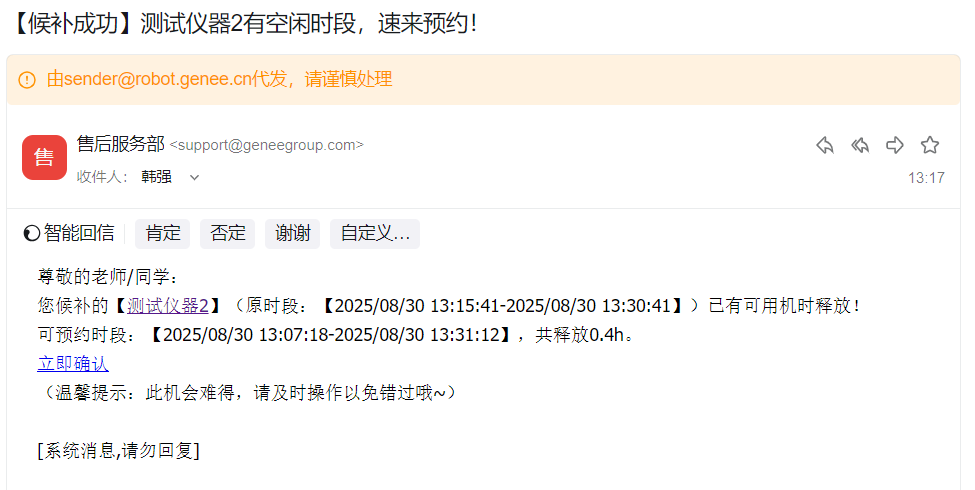 【候补成功】测试仪器2有空闲时段，速来预约！
由sender@robot.genee.cn代发，请谨慎处理
售
售后服务部 <support@geneegroup.com>
收件人： 韩强
13:17
智能回信 肯定 否定 谢谢 自定义...
尊敬的老师/同学：
您候补的【测试仪器2】（原时段：【2025/08/30 13:15:41-2025/08/30 13:30:41】）已有可用机时释放！
可预约时段：【2025/08/30 13:07:18-2025/08/30 13:31:12】，共释放0.4h。
立即确认
（温馨提示：此机会难得，请及时操作以免错过哦~）
[系统消息,请勿回复]